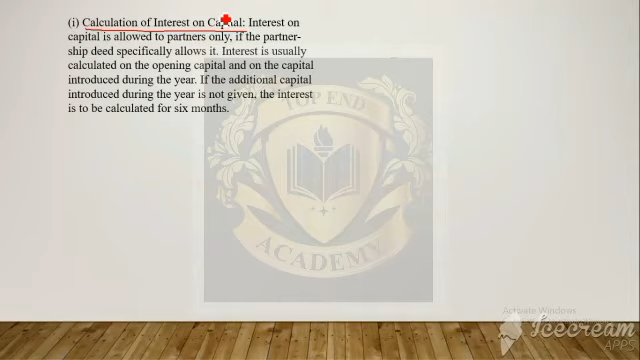 (i) Calculation of Interest on Capital: Interest on
capital is allowed to partners only, if the partner-
ship deed specifically allows it. Interest is usually
calculated on the opening capital and on the capital
introduced during the year. If the additional capital
introduced during the year is not given, the interest
is to be calculated for six months.
TOP END
ACADEMY
Activate Windows
Icecream
APPS